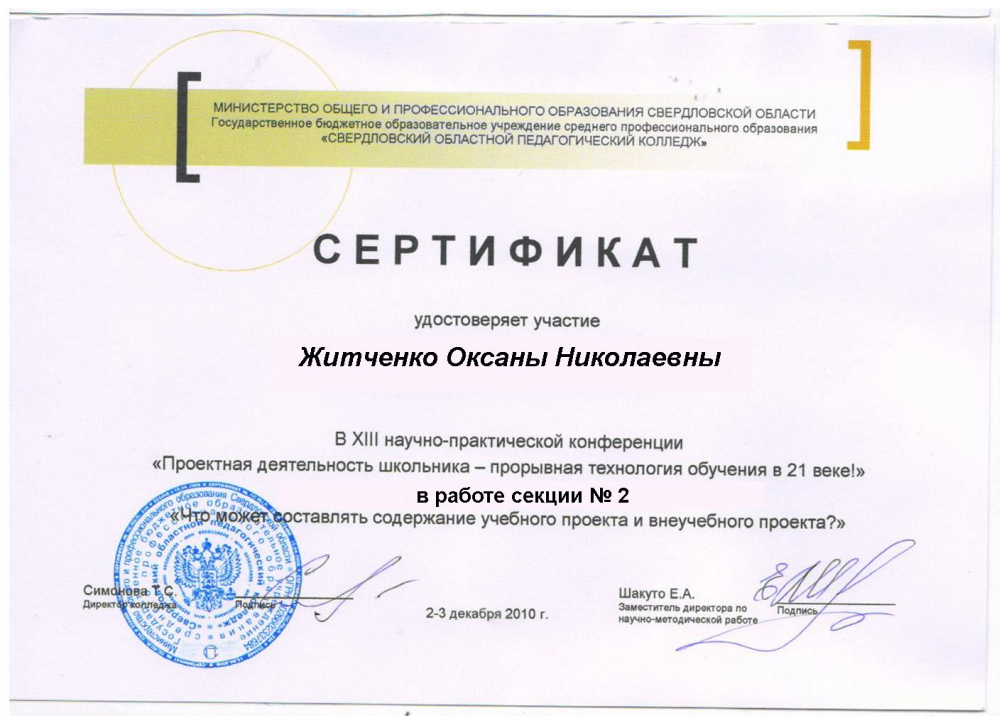 МИНИСТЕРСТВО ОБЩЕГО И ПРОФЕССИОНАЛЬНОГО ОБРАЗОВАНИЯ СВЕРДЛОВСКОЙ ОБЛАСТИ
Государственное бюджетное образовательное учреждение среднего профессионального образования
«СВЕРДЛОВСКИЙ ОБЛАСТНОЙ ПЕДАГОГИЧЕСКИЙ КОЛЛЕДЖ»
СЕРТИФИКАТ
удостоверяет участие
Житченко Оксаны Николаевны
В XIII научно-практической конференции
«Проектная деятельность школьника – прорывная технология обучения в 21 веке!»
в работе секции № 2
«Что может составлять содержание учебного проекта и внеучебного проекта?»
Симонова Т.С.
Директор колледжа
Подпись
2-3 декабря 2010 г.
Шакуто Е.А.
Заместитель директора по
научно-методической работе
Подпись